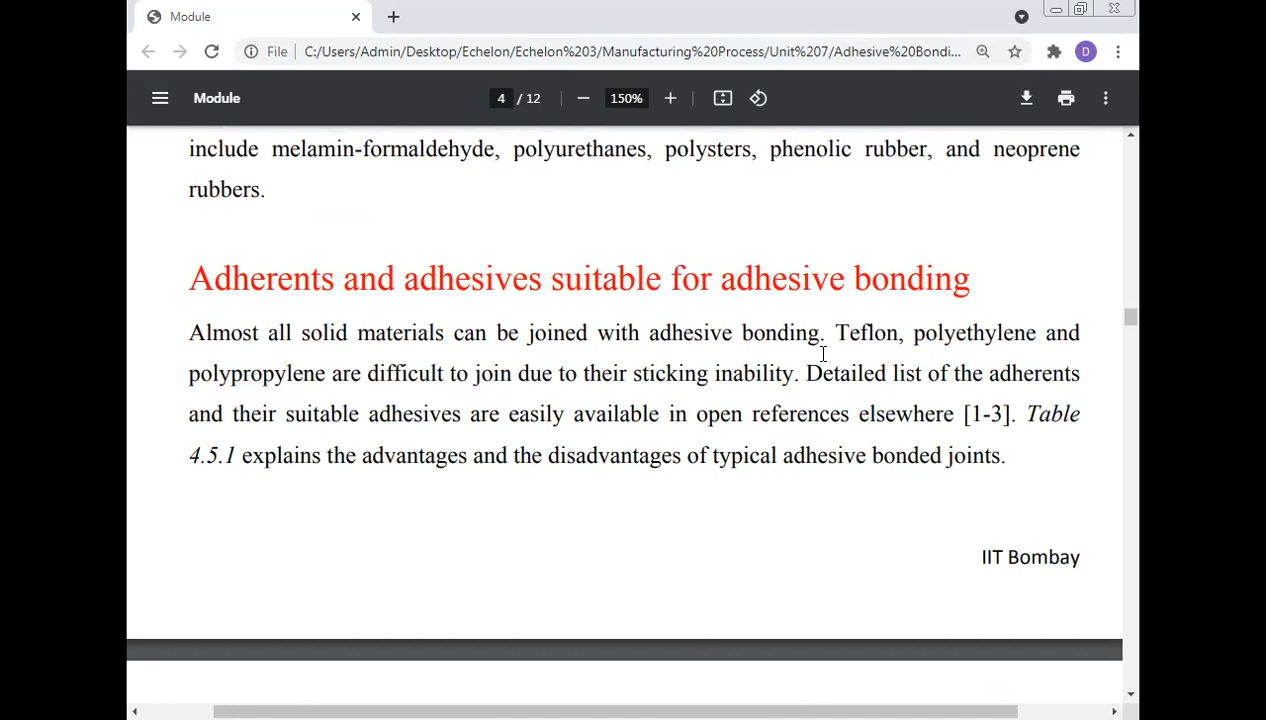 Module
File
C:/Users/Admin/Desktop/Echelon/Echelon%203/Manufacturing%20Process/Unit%207/Adhesive%20Bondi...
D
Module
4 / 12
150%
include melamin-formaldehyde, polyurethanes, polysters, phenolic rubber, and neoprene
rubbers.
Adherents and adhesives suitable for adhesive bonding
Almost all solid materials can be joined with adhesive bonding. Teflon, polyethylene and
polypropylene are difficult to join due to their sticking inability. Detailed list of the adherents
and their suitable adhesives are easily available in open references elsewhere [1-3]. Table
4.5.1 explains the advantages and the disadvantages of typical adhesive bonded joints.
IIT Bombay